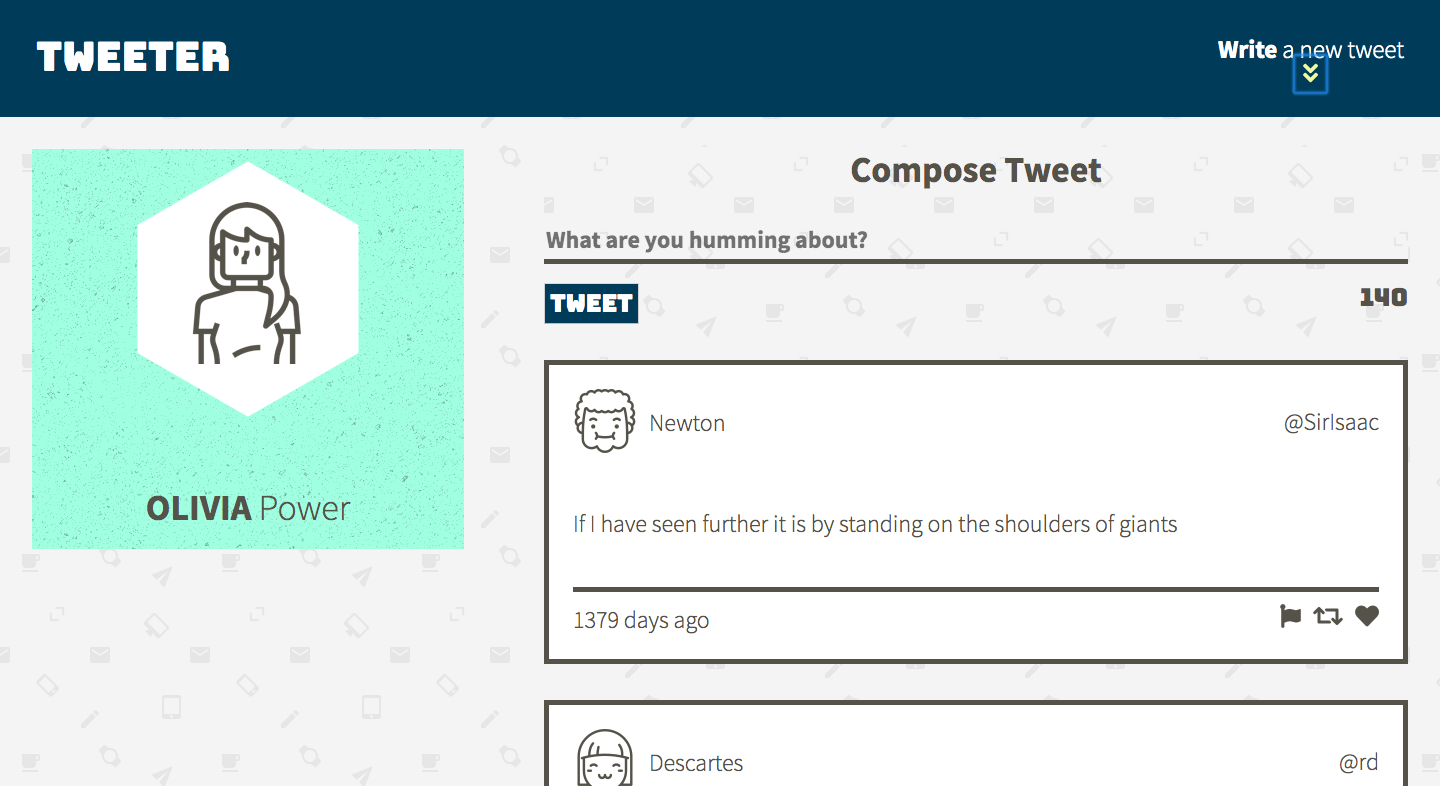 TWEETER
Write a new tweet
OLIVIA Power
Compose Tweet
What are you humming about?
TWEET
140
Newton
@SirIsaac
If I have seen further it is by standing on the shoulders of giants
1379 days ago
Descartes
@rd